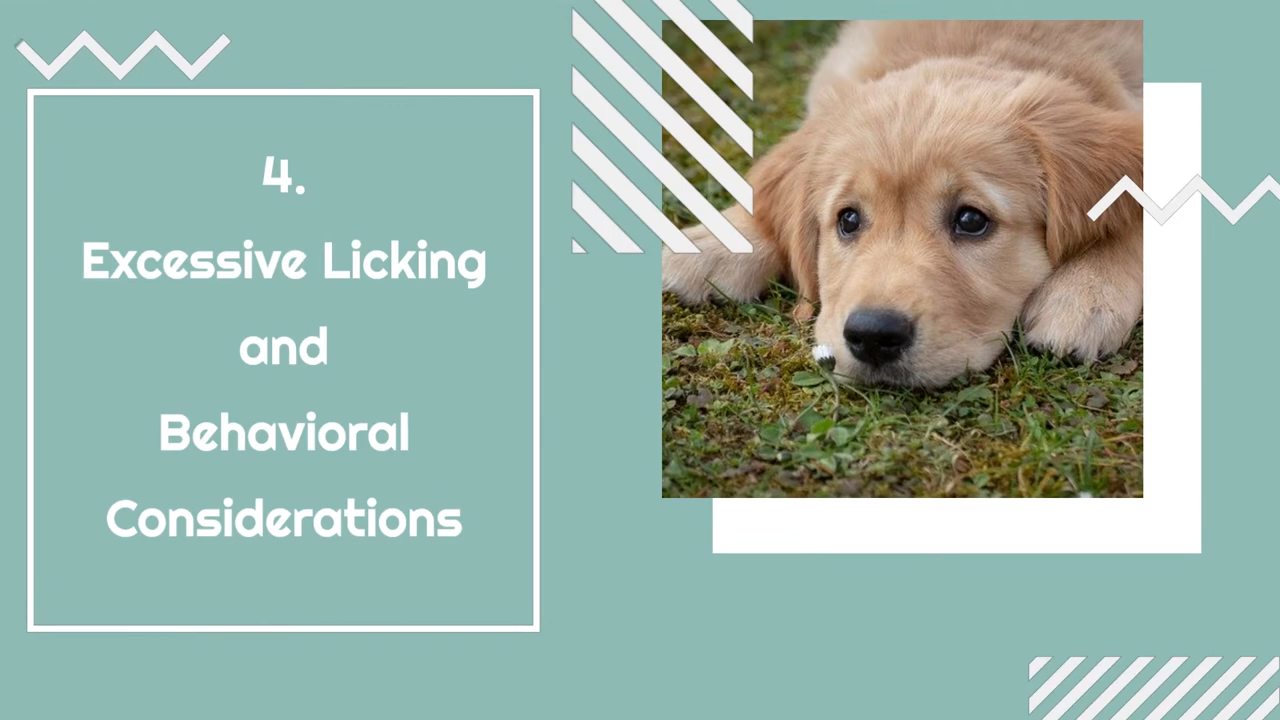 4.
Excessive Licking
and
Behavioral
Considerations